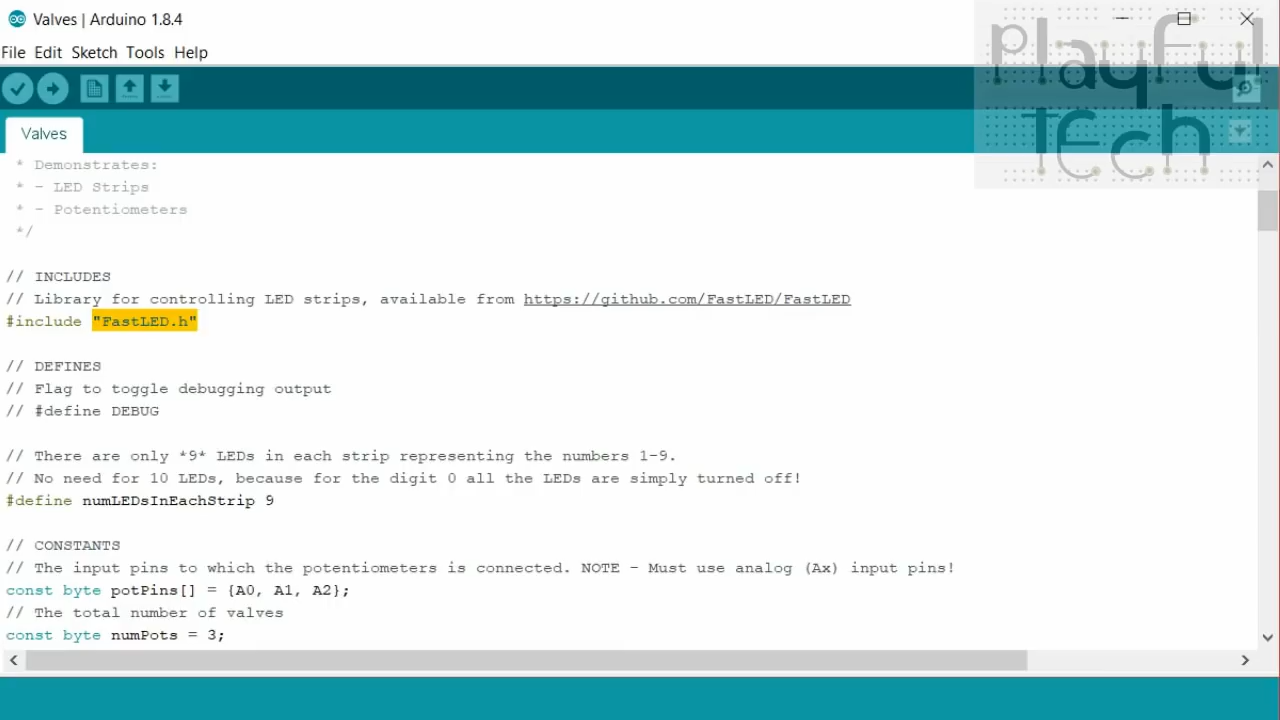 Valves | Arduino 1.8.4
File Edit Sketch Tools Help
Playful Tech
Valves
* Demonstrates:
* - LED Strips
* - Potentiometers
*/
// INCLUDES
// Library for controlling LED strips, available from https://github.com/FastLED/FastLED
#include "FastLED.h"
// DEFINES
// Flag to toggle debugging output
// #define DEBUG
// There are only *9* LEDs in each strip representing the numbers 1-9.
// No need for 10 LEDs, because for the digit 0 all the LEDs are simply turned off!
#define numLEDsInEachStrip 9
// CONSTANTS
// The input pins to which the potentiometers is connected. NOTE - Must use analog (Ax) input pins!
const byte potPins[] = {A0, A1, A2};
// The total number of valves
const byte numPots = 3;